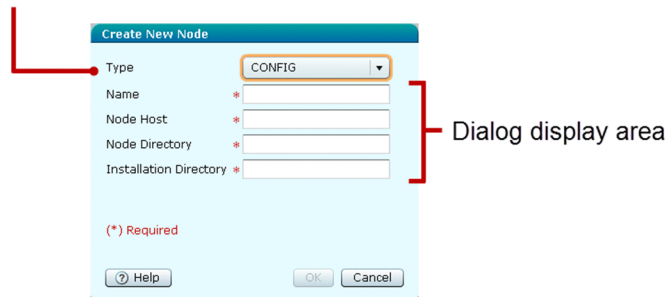 Create New Node
Type CONFIG
Name *
Node Host *
Node Directory *
Installation Directory *
Dialog display area
(*) Required
? Help OK Cancel